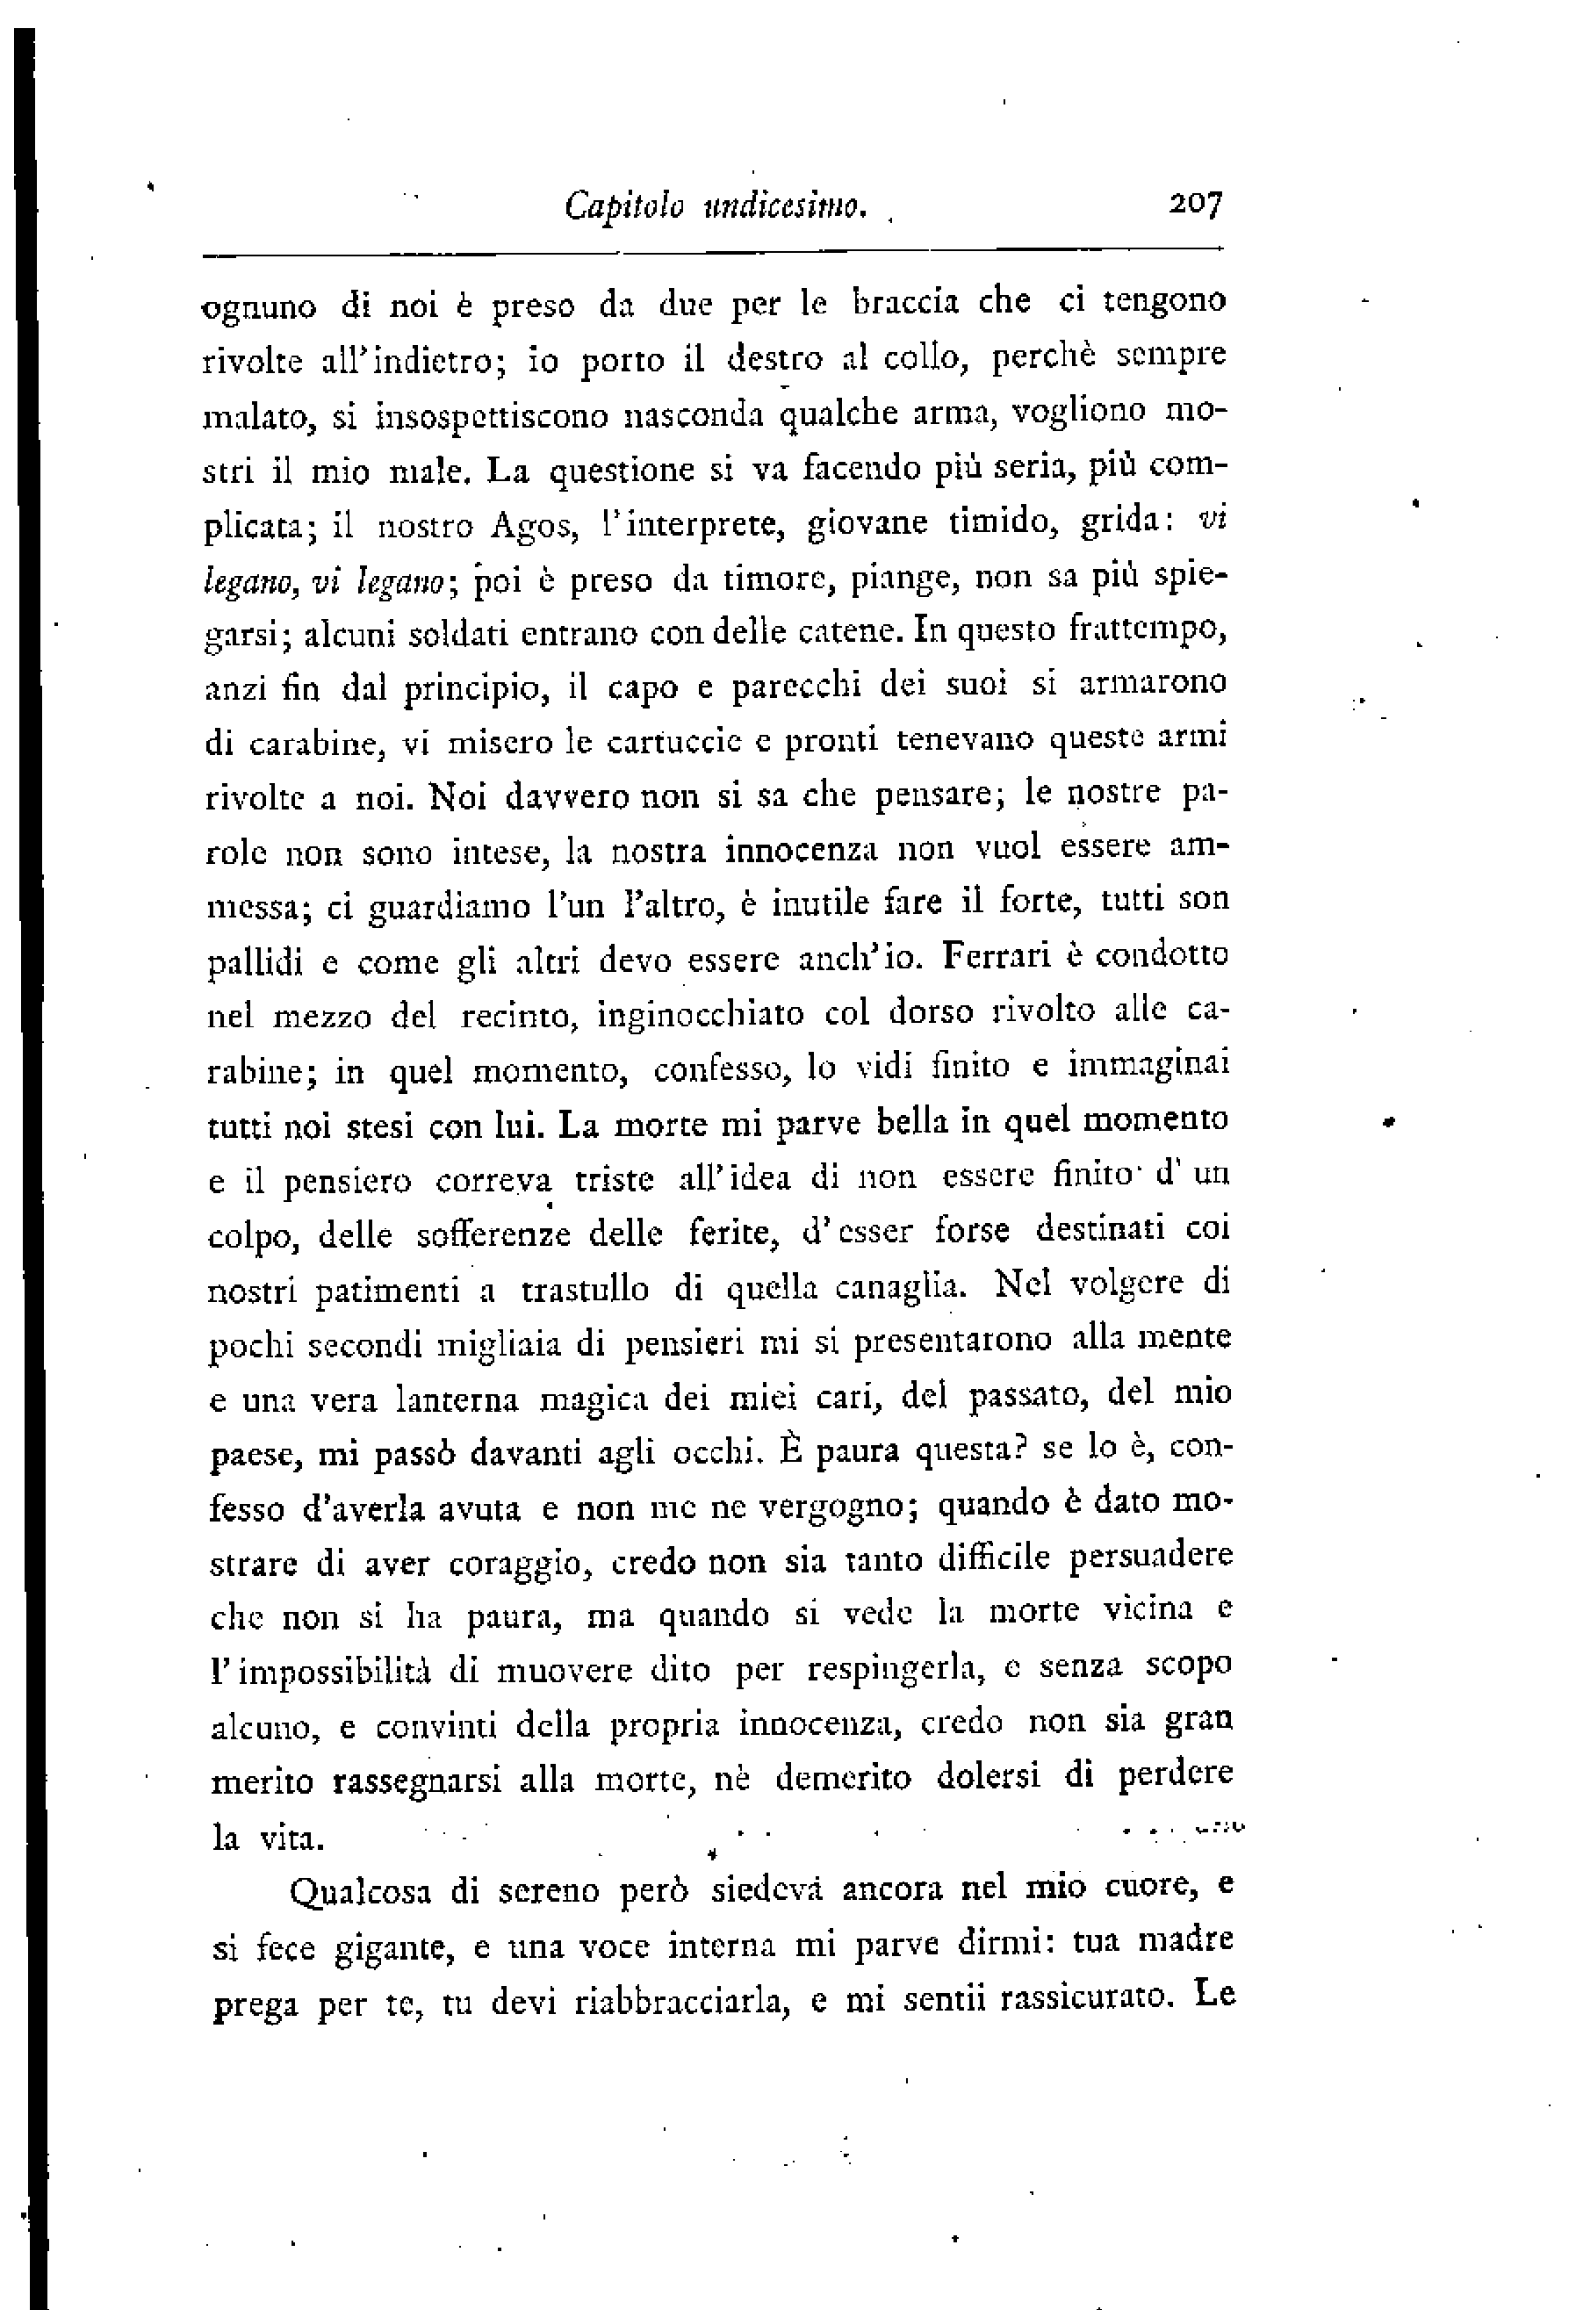 Capitolo undicesimo. 207
ognuno di noi è preso da due per le braccia che ci tengono
rivolte all'indietro; io porto il destro al collo, perchè sempre
malato, si insospettiscono nasconda qualche arma, vogliono mo-
stri il mio male. La questione si va facendo più seria, più com-
plicata; il nostro Agos, l'interprete, giovane timido, grida: vi
legano, vi legano; poi è preso da timore, piange, non sa più spie-
garsi; alcuni soldati entrano con delle catene. In questo frattempo,
anzi fin dal principio, il capo e parecchi dei suoi si armarono
di carabine, vi misero le cartuccie e pronti tenevano queste armi
rivolte a noi. Noi davvero non si sa che pensare; le nostre pa-
role non sono intese, la nostra innocenza non vuol essere am-
messa; ci guardiamo l'un l'altro, è inutile fare il forte, tutti son
pallidi e come gli altri devo essere anch'io. Ferrari è condotto
nel mezzo del recinto, inginocchiato col dorso rivolto alle ca-
rabine; in quel momento, confesso, lo vidi finito e immaginai
tutti noi stesi con lui. La morte mi parve bella in quel momento
e il pensiero correva triste all'idea di non essere finito d'un
colpo, delle sofferenze delle ferite, d'esser forse destinati coi
nostri patimenti a trastullo di quella canaglia. Nel volgere di
pochi secondi migliaia di pensieri mi si presentarono alla mente
e una vera lanterna magica dei miei cari, del passato, del mio
paese, mi passò davanti agli occhi. È paura questa? se lo è, con-
fesso d'averla avuta e non me ne vergogno; quando è dato mo-
strare di aver coraggio, credo non sia tanto difficile persuadere
che non si ha paura, ma quando si vede la morte vicina e
l'impossibilità di muovere dito per respingerla, e senza scopo
alcuno, e convinti della propria innocenza, credo non sia gran
merito rassegnarsi alla morte, nè demerito dolersi di perdere
la vita.
Qualcosa di sereno però siedeva ancora nel mio cuore, e
si fece gigante, e una voce interna mi parve dirmi: tua madre
prega per te, tu devi riabbracciarla, e mi sentii rassicurato. Le